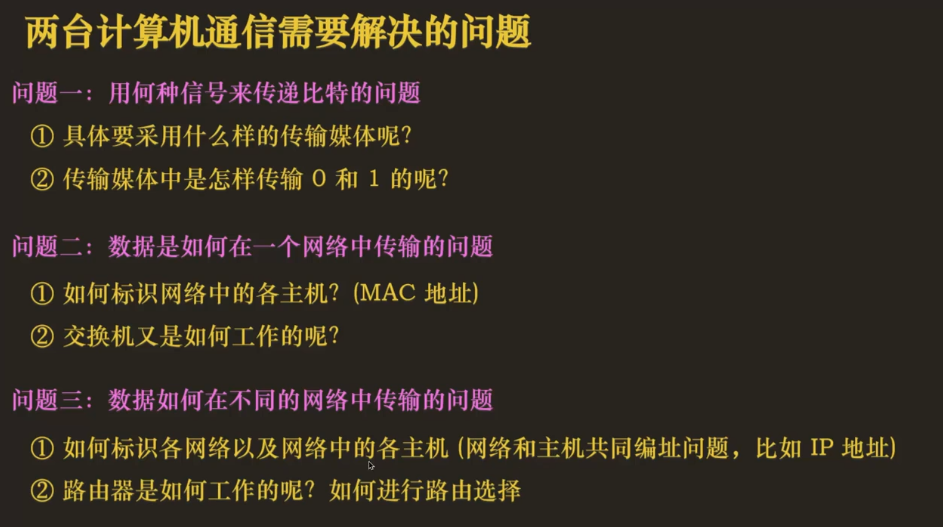 两台计算机通信需要解决的问题
问题一：用何种信号来传递比特的问题
① 具体要采用什么样的传输媒体呢？
② 传输媒体中是怎样传输 0 和 1 的呢？
问题二：数据是如何在一个网络中传输的问题
① 如何标识网络中的各主机？(MAC 地址)
② 交换机又是如何工作的呢？
问题三：数据如何在不同的网络中传输的问题
① 如何标识各网络以及网络中的各主机 (网络和主机共同编址问题，比如 IP 地址)
② 路由器是如何工作的呢？如何进行路由选择